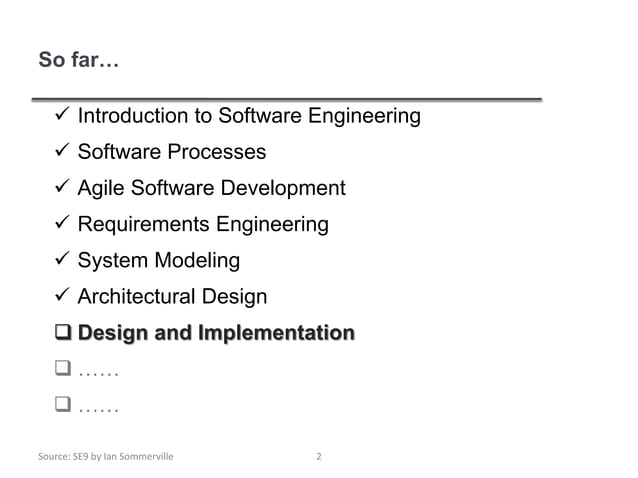 So far…
✓ Introduction to Software Engineering
✓ Software Processes
✓ Agile Software Development
✓ Requirements Engineering
✓ System Modeling
✓ Architectural Design
❑ Design and Implementation
❑ ……
❑ ……
Source: SE9 by Ian Sommerville 2